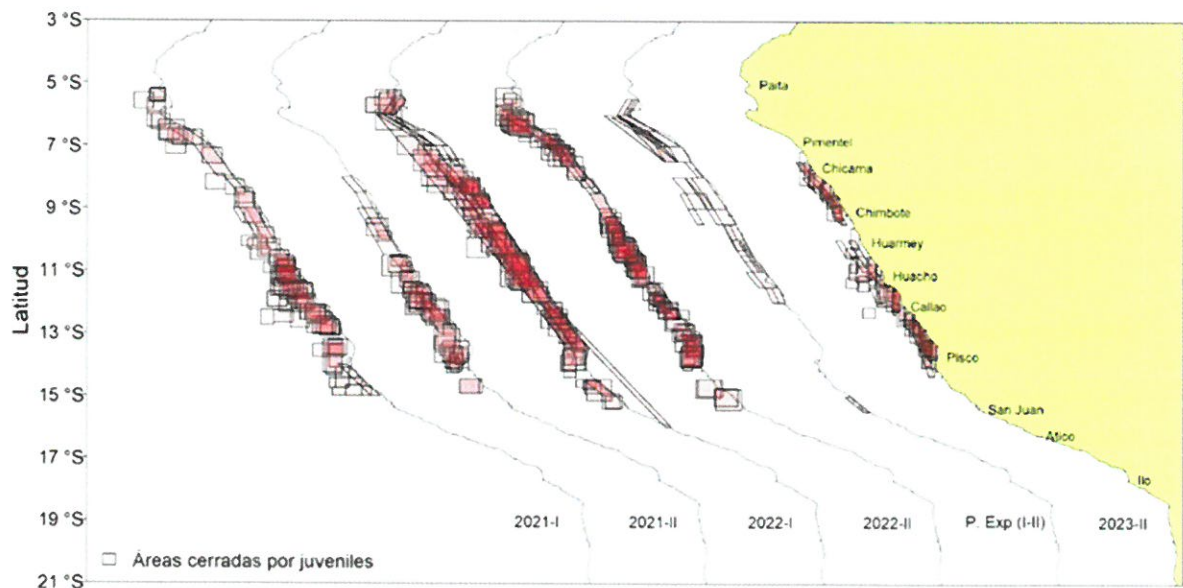 3 °S
5 °S
7 °S
9 °S
11 °S
13 °S
15 °S
17 °S
19 °S
21 °S
Latitud
Paita
Pimentel
Chicama
Chimbote
Huarmey
Huacho
Callao
Pisco
San Juan
Atico
Ilo
2021-I
2021-II
2022-I
2022-II
P. Exp (I-II)
2023-II
Áreas cerradas por juveniles